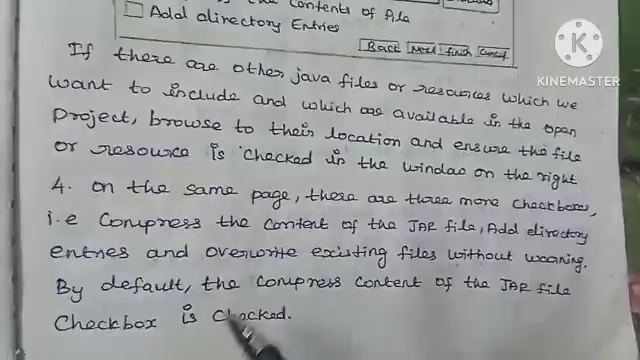 the Contents of file
Add directory Entries
Back Next finish Cancel
KINEMASTER
If there are other java files or resources which we
want to include and which are available in the open
Project, browse to their location and ensure the file
or resource is checked in the window on the right
4. on the same page, there are three more checkboxes,
i.e Compress the content of the JAR file, Add directory
entries and overwrite existing files without warning.
By default, the compress content of the JAR file
Checkbox is checked.